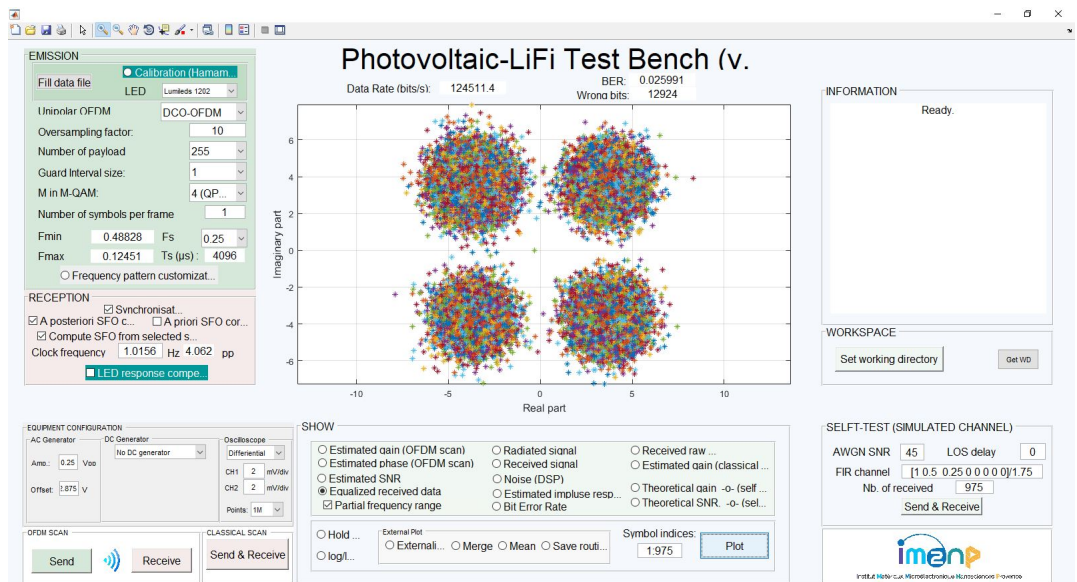 Photovoltaic-LiFi Test Bench (v.
EMISSION
Fill data file
Calibration (Hamam...
LED
Lumileds 1202
Unipolar OFDM
DCO-OFDM
Oversampling factor:
10
Number of payload
255
Guard Interval size:
1
M in M-QAM:
4 (QP...
Number of symbols per frame
1
Fmin
0.48828
Fs
0.25
Fmax
0.12451
Ts (µs) :
4096
Frequency pattern customizat...
RECEPTION
Synchronisat...
A posteriori SFO c...
A priori SFO cor...
Compute SFO from selected s...
Clock frequency
1.0156
Hz
4.062
pp
LED response compe...
Data Rate (bits/s):
124511.4
BER:
0.025991
Wrong bits:
12924
6
4
2
0
-2
-4
-6
Imaginary part
-10
-5
0
5
10
Real part
INFORMATION
Ready.
WORKSPACE
Set working directory
Get WD
EQUIPMENT CONFIGURATION
AC Generator
Amp.:
0.25
Vpp
Offset:
2.875
V
DC Generator
No DC generator
Oscilloscope
Differiential
CH1
2
mV/div
CH2
2
mV/div
Points:
1M
OFDM SCAN
Send
Receive
CLASSICAL SCAN
Send & Receive
SHOW
Estimated gain (OFDM scan)
Radiated signal
Received raw ...
Estimated phase (OFDM scan)
Received signal
Estimated gain (classical ...
Estimated SNR
Noise (DSP)
Equalized received data
Estimated impluse resp...
Theoretical gain -o- (self ...
Partial frequency range
Bit Error Rate
Theoretical SNR. -o- (sel...
Hold ...
log/l...
External Plot
Externali...
Merge
Mean
Save routi...
Symbol indices:
1:975
Plot
SELFT-TEST (SIMULATED CHANNEL)
AWGN SNR
45
LOS delay
0
FIR channel
[1 0.5 0.25 0 0 0 0 0]/1.75
Nb. of received
975
Send & Receive
im2np
Institut Matériaux Microélectronique Nanosciences Provence